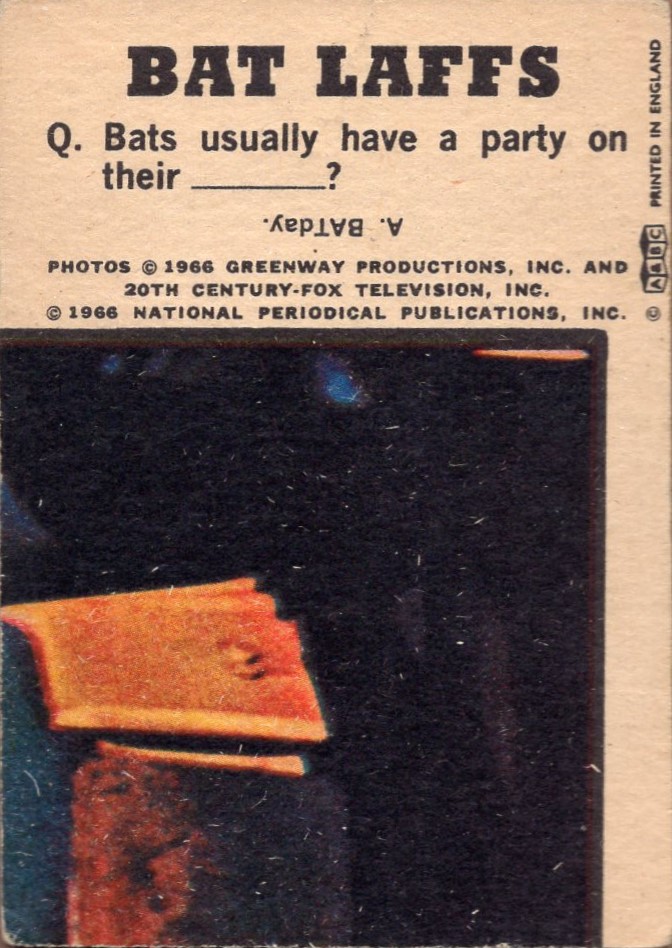 BAT LAFFS
Q. Bats usually have a party on
their ______?
A. BATday.
PHOTOS © 1966 GREENWAY PRODUCTIONS, INC. AND
20TH CENTURY-FOX TELEVISION, INC.
© 1966 NATIONAL PERIODICAL PUBLICATIONS, INC.
© A&BC PRINTED IN ENGLAND